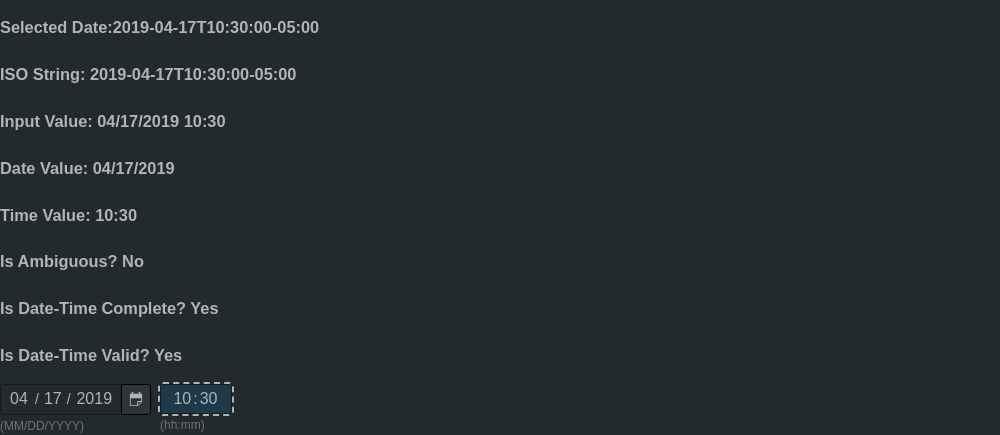 Selected Date:2019-04-17T10:30:00-05:00
ISO String: 2019-04-17T10:30:00-05:00
Input Value: 04/17/2019 10:30
Date Value: 04/17/2019
Time Value: 10:30
Is Ambiguous? No
Is Date-Time Complete? Yes
Is Date-Time Valid? Yes
04 / 17 / 2019 10:30
(MM/DD/YYYY) (hh:mm)